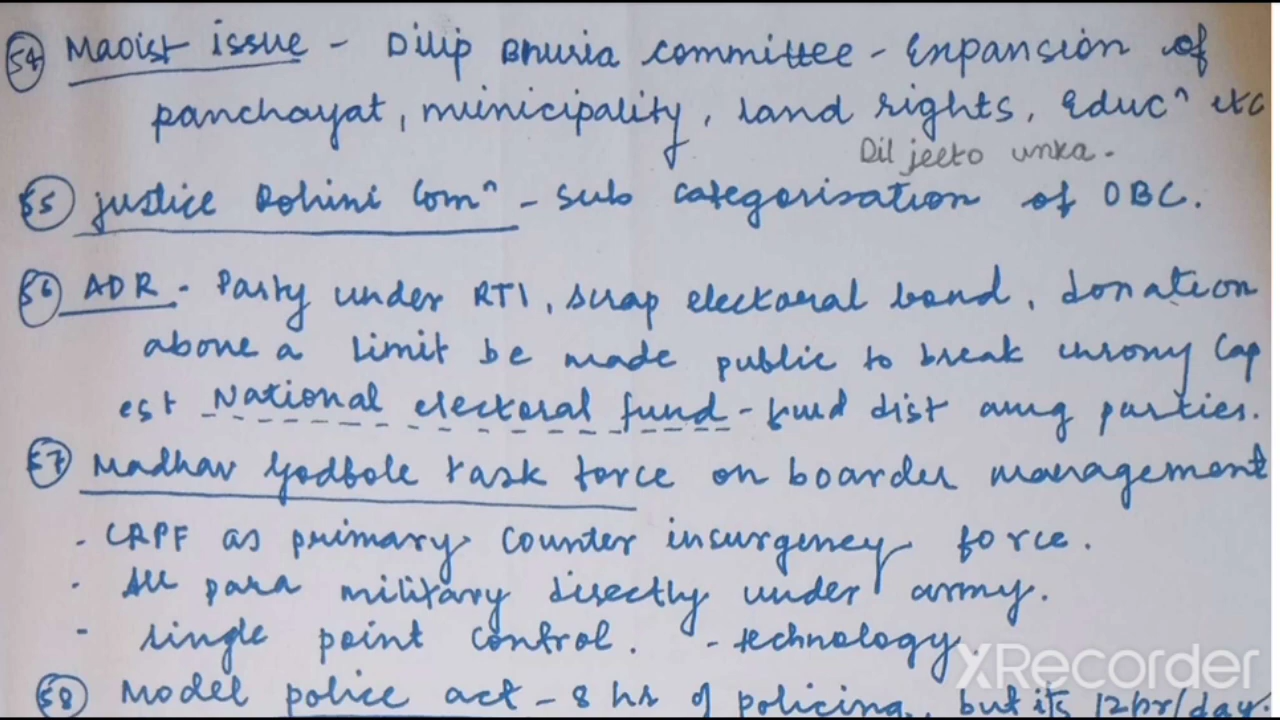 54 Maoist issue - Dilip Bhuria committee - Expansion of
panchayat, municipality, land rights, Educⁿ etc
Dil jeeto unka.
55 justice Rohini Comⁿ - sub categorisation of OBC.
56 ADR - Party under RTI, scrap electoral bond, donation
above a limit be made public to break chrony Cap
est National electoral fund - fund dist amng parties.
57 Madhav Godbole task force on boarder management
- CRPF as primary counter insurgency force.
- All para military directly under army.
- single point control. - technology.
XRecorder
58 Model police act - 8 hr of policing, but its 12hr/day.